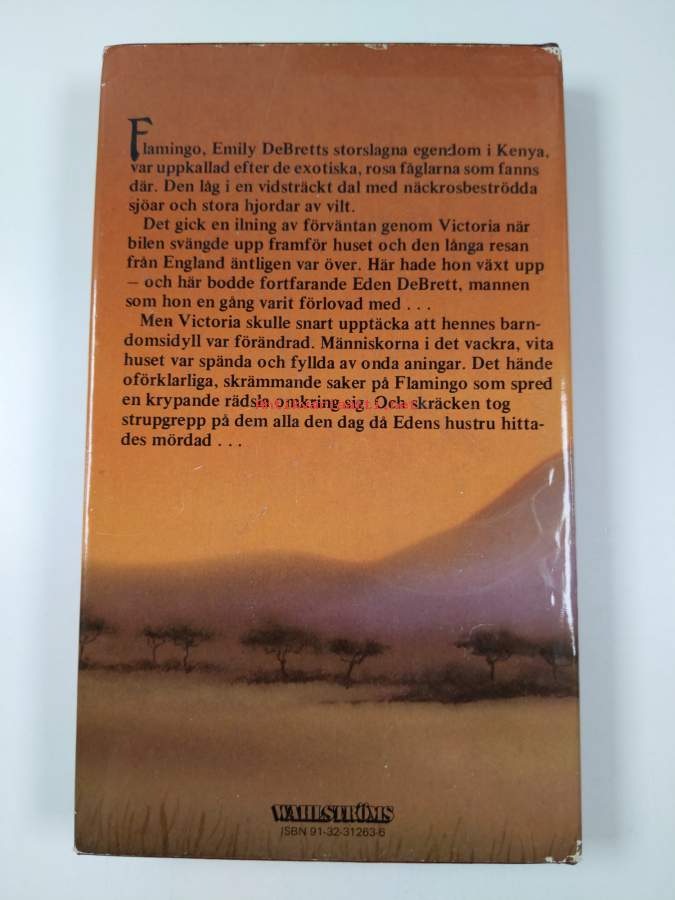 Flamingo, Emily DeBretts storslagna egendom i Kenya,
var uppkallad efter de exotiska, rosa fåglarna som fanns
där. Den låg i en vidsträckt dal med näckrosbeströdda
sjöar och stora hjordar av vilt.
Det gick en ilning av förväntan genom Victoria när
bilen svängde upp framför huset och den långa resan
från England äntligen var över. Här hade hon växt upp
— och här bodde fortfarande Eden DeBrett, mannen
som hon en gång varit förlovad med . . .
Men Victoria skulle snart upptäcka att hennes barn-
domsidyll var förändrad. Människorna i det vackra, vita
huset var spända och fyllda av onda aningar. Det hände
oförklarliga, skrämmande saker på Flamingo som spred
en krypande rädsla omkring sig. Och skräcken tog
strupgrepp på dem alla den dag då Edens hustru hitta-
des mördad . . .
WAHLSTRÖMS
ISBN 91-32-31263-6